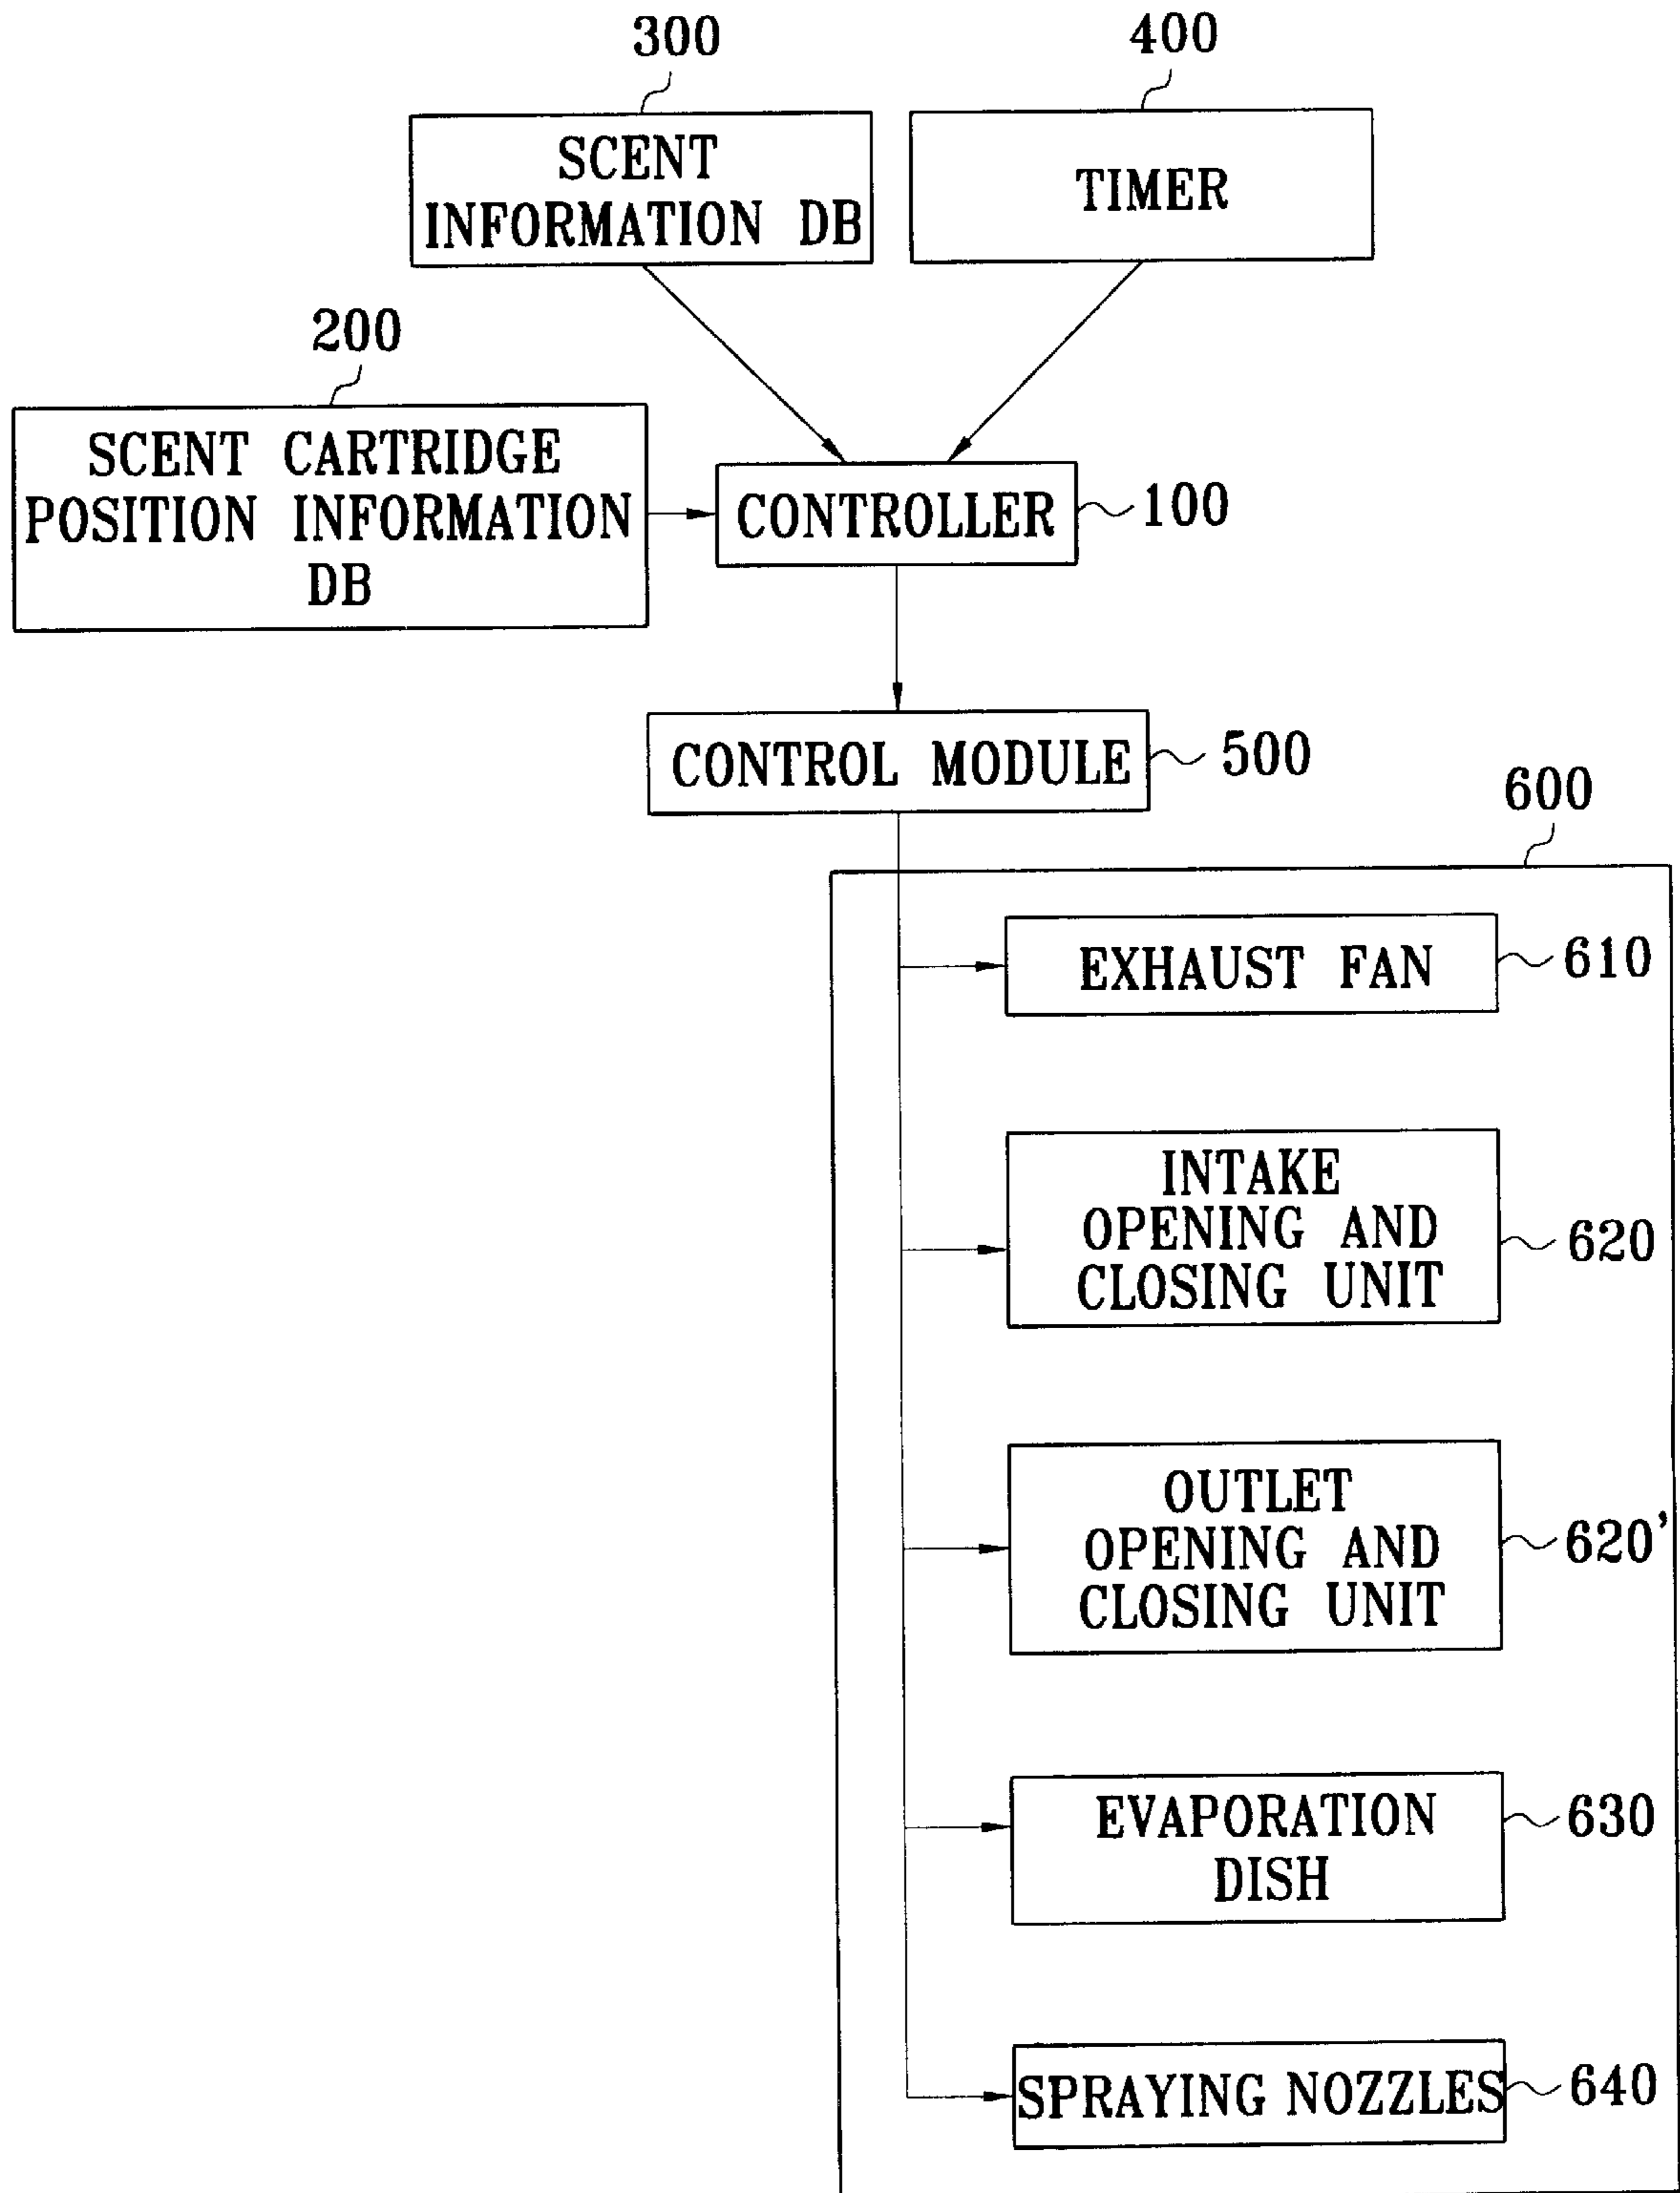 300
400
SCENT
INFORMATION DB
TIMER
200
SCENT CARTRIDGE
POSITION INFORMATION
DB
CONTROLLER
100
CONTROL MODULE
500
600
EXHAUST FAN
610
INTAKE
OPENING AND
CLOSING UNIT
620
OUTLET
OPENING AND
CLOSING UNIT
620'
EVAPORATION
DISH
630
SPRAYING NOZZLES
640